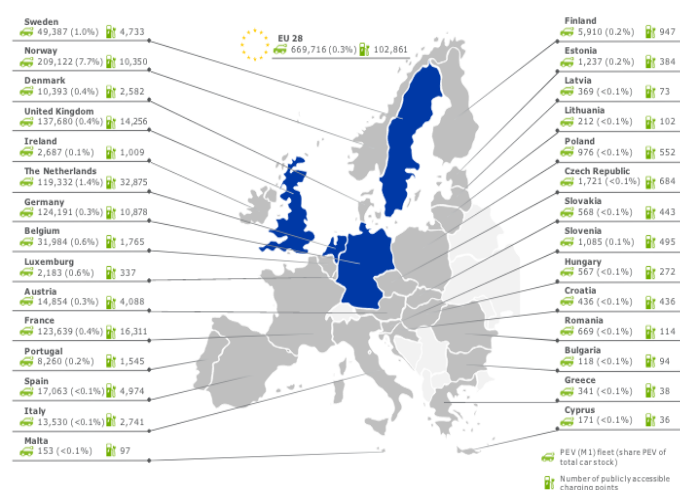 Sweden
49,387 (1.0%) 4,733
Norway
209,122 (7.7%) 10,350
Denmark
10,393 (0.4%) 2,582
United Kingdom
137,680 (0.4%) 14,256
Ireland
2,687 (0.1%) 1,009
The Netherlands
119,332 (1.4%) 32,875
Germany
124,191 (0.3%) 10,878
Belgium
31,984 (0.6%) 1,765
Luxemburg
2,183 (0.6%) 337
Austria
14,854 (0.3%) 4,088
France
123,639 (0.4%) 16,311
Portugal
8,260 (0.2%) 1,545
Spain
17,063 (<0.1%) 4,974
Italy
13,530 (<0.1%) 2,741
Malta
153 (<0.1%) 97
EU 28
669,716 (0.3%) 102,861
Finland
5,910 (0.2%) 947
Estonia
1,237 (0.2%) 384
Latvia
369 (<0.1%) 73
Lithuania
212 (<0.1%) 102
Poland
976 (<0.1%) 552
Czech Republic
1,721 (<0.1%) 684
Slovakia
568 (<0.1%) 443
Slovenia
1,085 (0.1%) 495
Hungary
567 (<0.1%) 272
Croatia
436 (<0.1%) 436
Romania
669 (<0.1%) 114
Bulgaria
118 (<0.1%) 94
Greece
341 (<0.1%) 38
Cyprus
171 (<0.1%) 36
PEV (M1) fleet (share PEV of
total car stock)
Number of publicly accessible
charging points